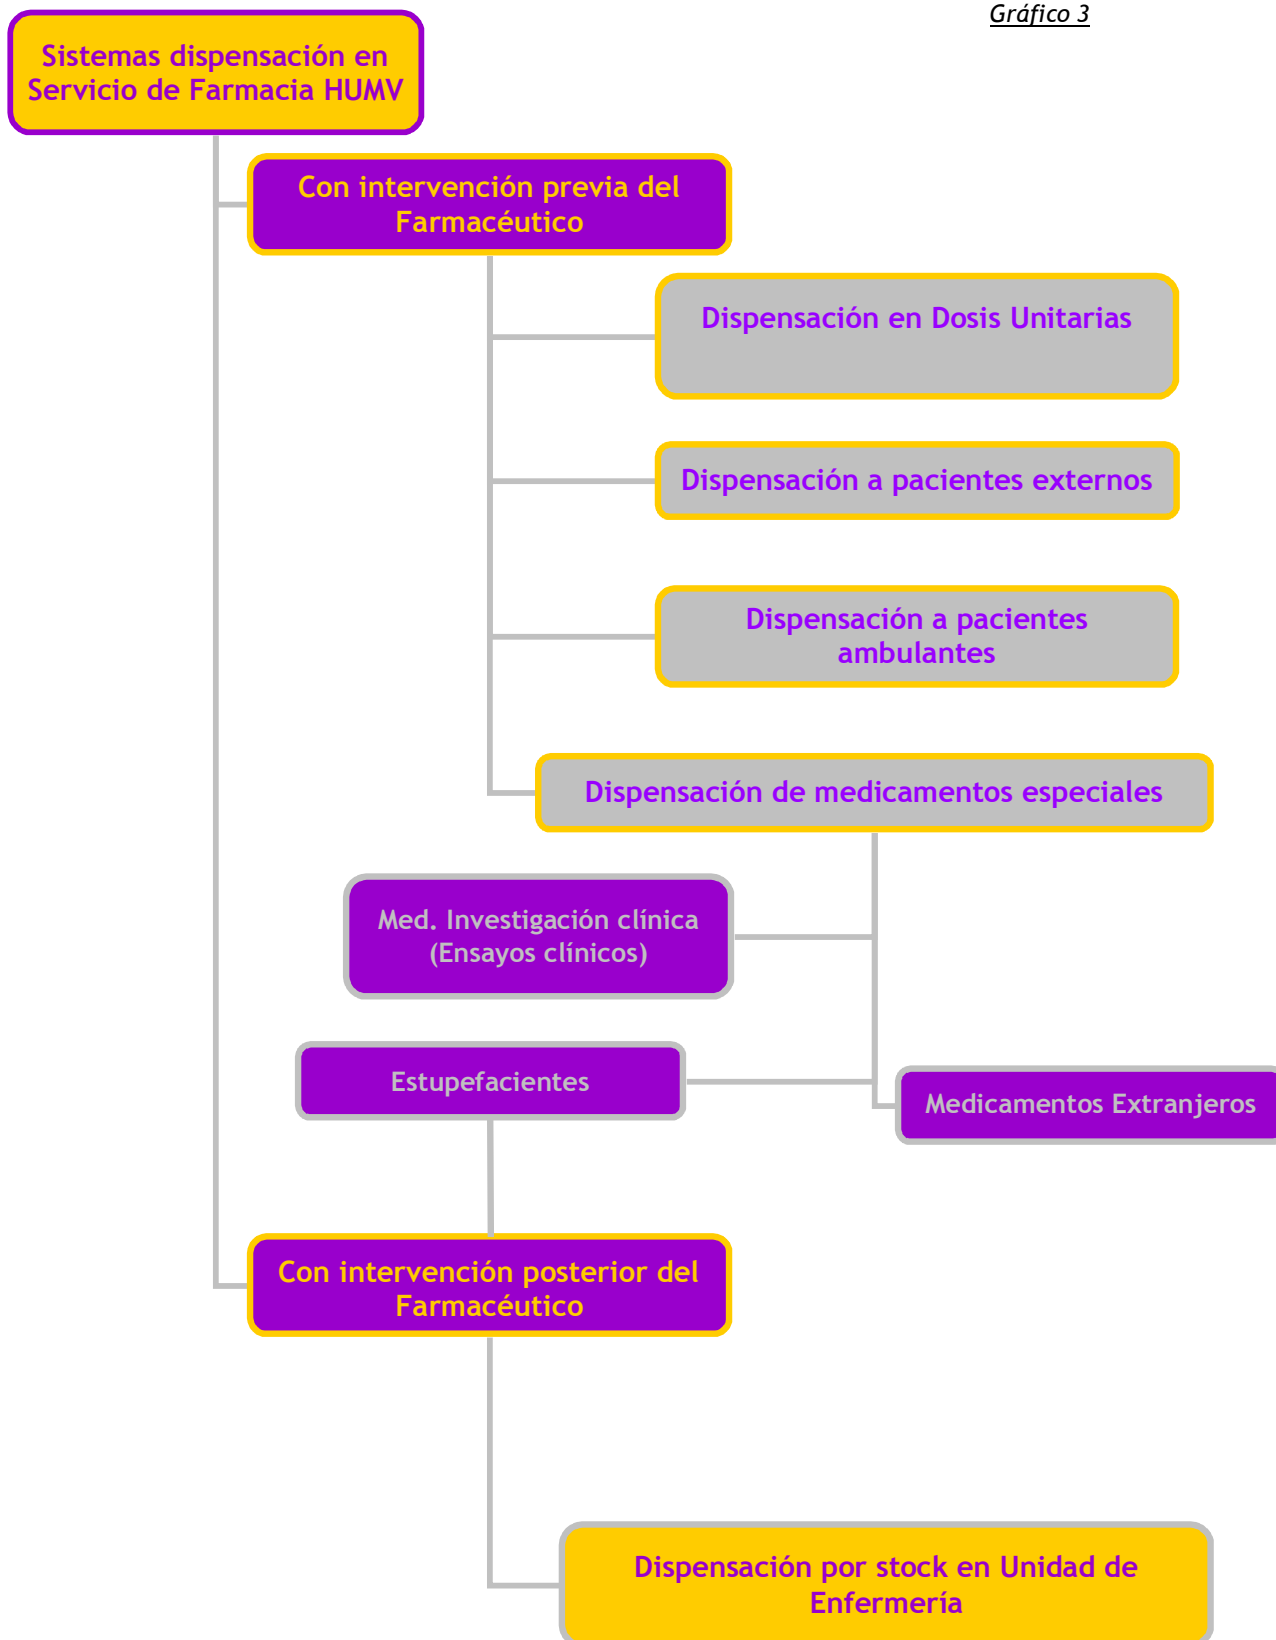 Gráfico 3
Sistemas dispensación en
Servicio de Farmacia HUMV
Con intervención previa del
Farmacéutico
Dispensación en Dosis Unitarias
Dispensación a pacientes externos
Dispensación a pacientes
ambulantes
Dispensación de medicamentos especiales
Med. Investigación clínica
(Ensayos clínicos)
Estupefacientes
Medicamentos Extranjeros
Con intervención posterior del
Farmacéutico
Dispensación por stock en Unidad de
Enfermería